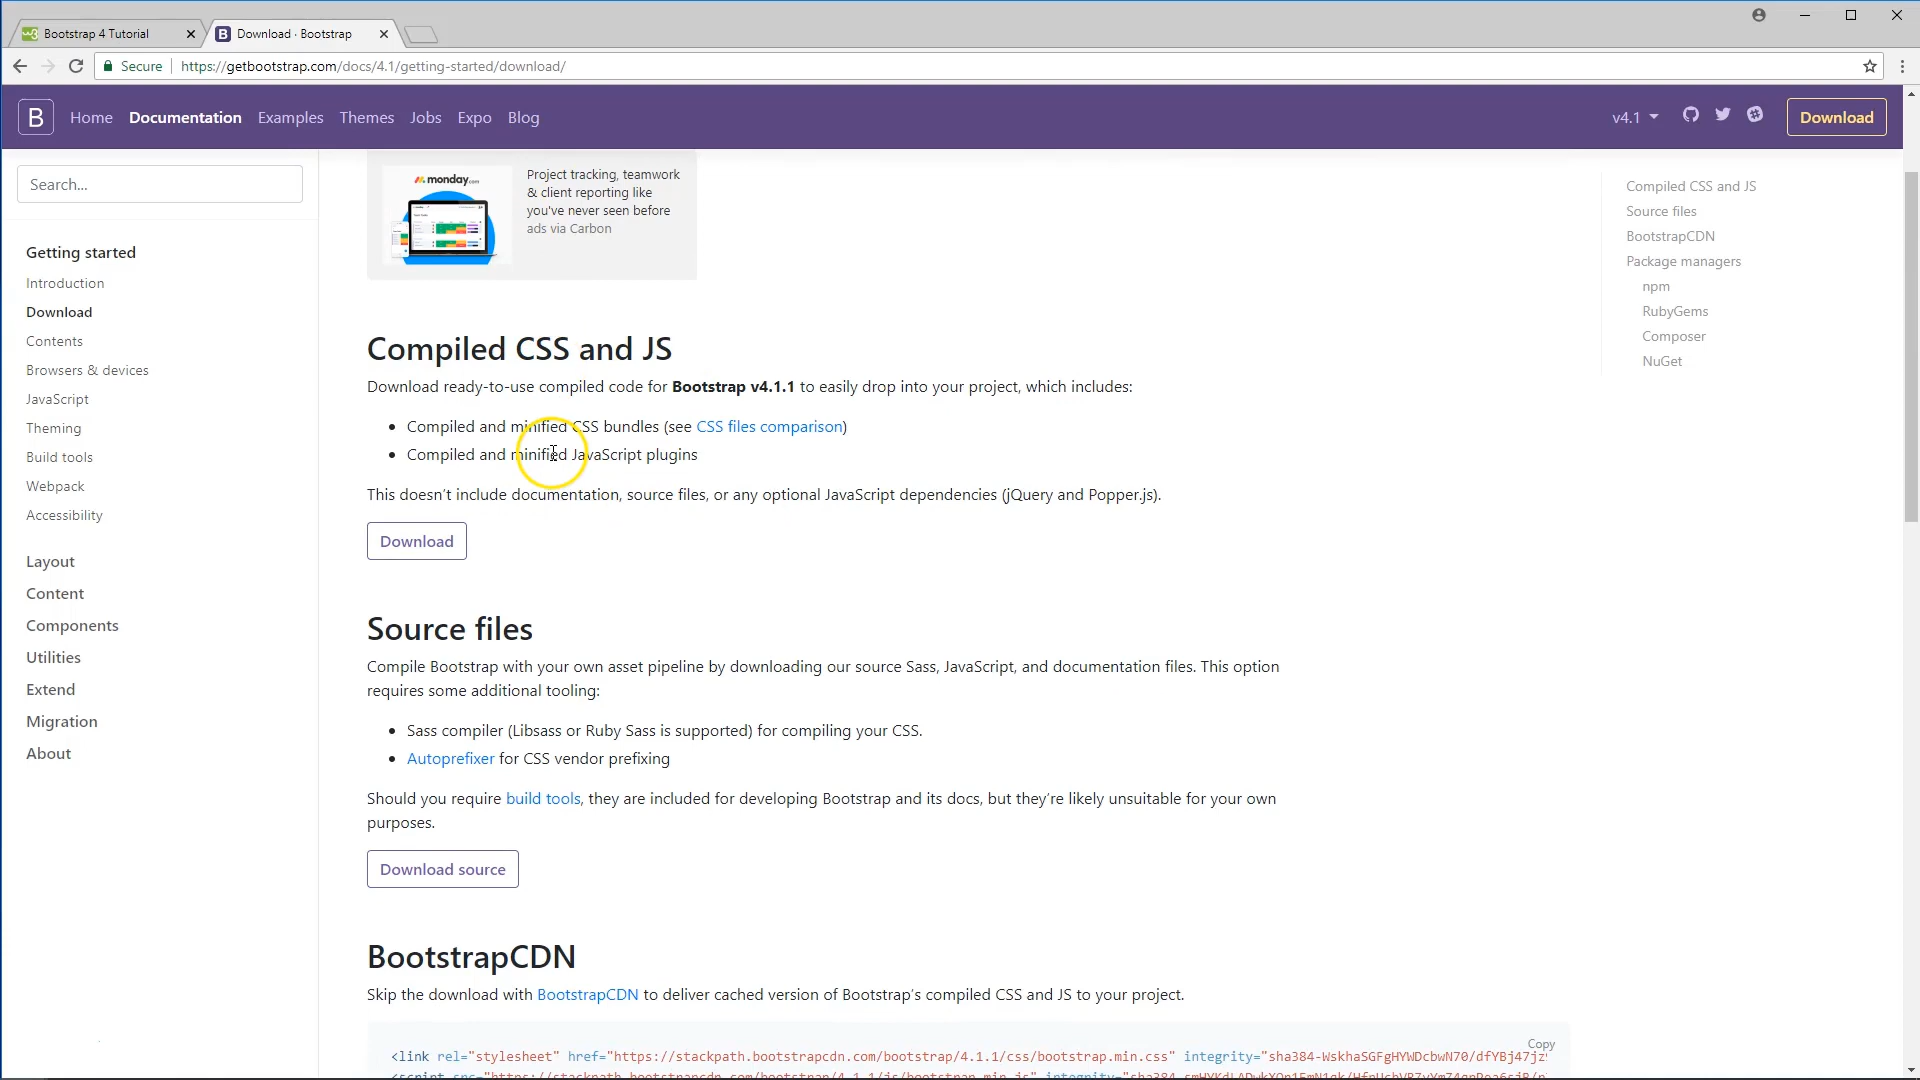 Bootstrap 4 Tutorial
Download · Bootstrap
Secure
https://getbootstrap.com/docs/4.1/getting-started/download/
B
Home
Documentation
Examples
Themes
Jobs
Expo
Blog
v4.1
Download
Search...
Getting started
Introduction
Download
Contents
Browsers & devices
JavaScript
Theming
Build tools
Webpack
Accessibility
Layout
Content
Components
Utilities
Extend
Migration
About
monday.com
Project tracking, teamwork
& client reporting like
you've never seen before
ads via Carbon
Compiled CSS and JS
Download ready-to-use compiled code for Bootstrap v4.1.1 to easily drop into your project, which includes:
• Compiled and minified CSS bundles (see CSS files comparison)
• Compiled and minified JavaScript plugins
This doesn’t include documentation, source files, or any optional JavaScript dependencies (jQuery and Popper.js).
Download
Source files
Compile Bootstrap with your own asset pipeline by downloading our source Sass, JavaScript, and documentation files. This option
requires some additional tooling:
• Sass compiler (Libsass or Ruby Sass is supported) for compiling your CSS.
• Autoprefixer for CSS vendor prefixing
Should you require build tools, they are included for developing Bootstrap and its docs, but they’re likely unsuitable for your own
purposes.
Download source
BootstrapCDN
Skip the download with BootstrapCDN to deliver cached version of Bootstrap’s compiled CSS and JS to your project.
Copy
<link rel="stylesheet" href="https://stackpath.bootstrapcdn.com/bootstrap/4.1.1/css/bootstrap.min.css" integrity="sha384-WskhaSGFgHYWDcbwN70/dfYBj47jz
Compiled CSS and JS
Source files
BootstrapCDN
Package managers
npm
RubyGems
Composer
NuGet